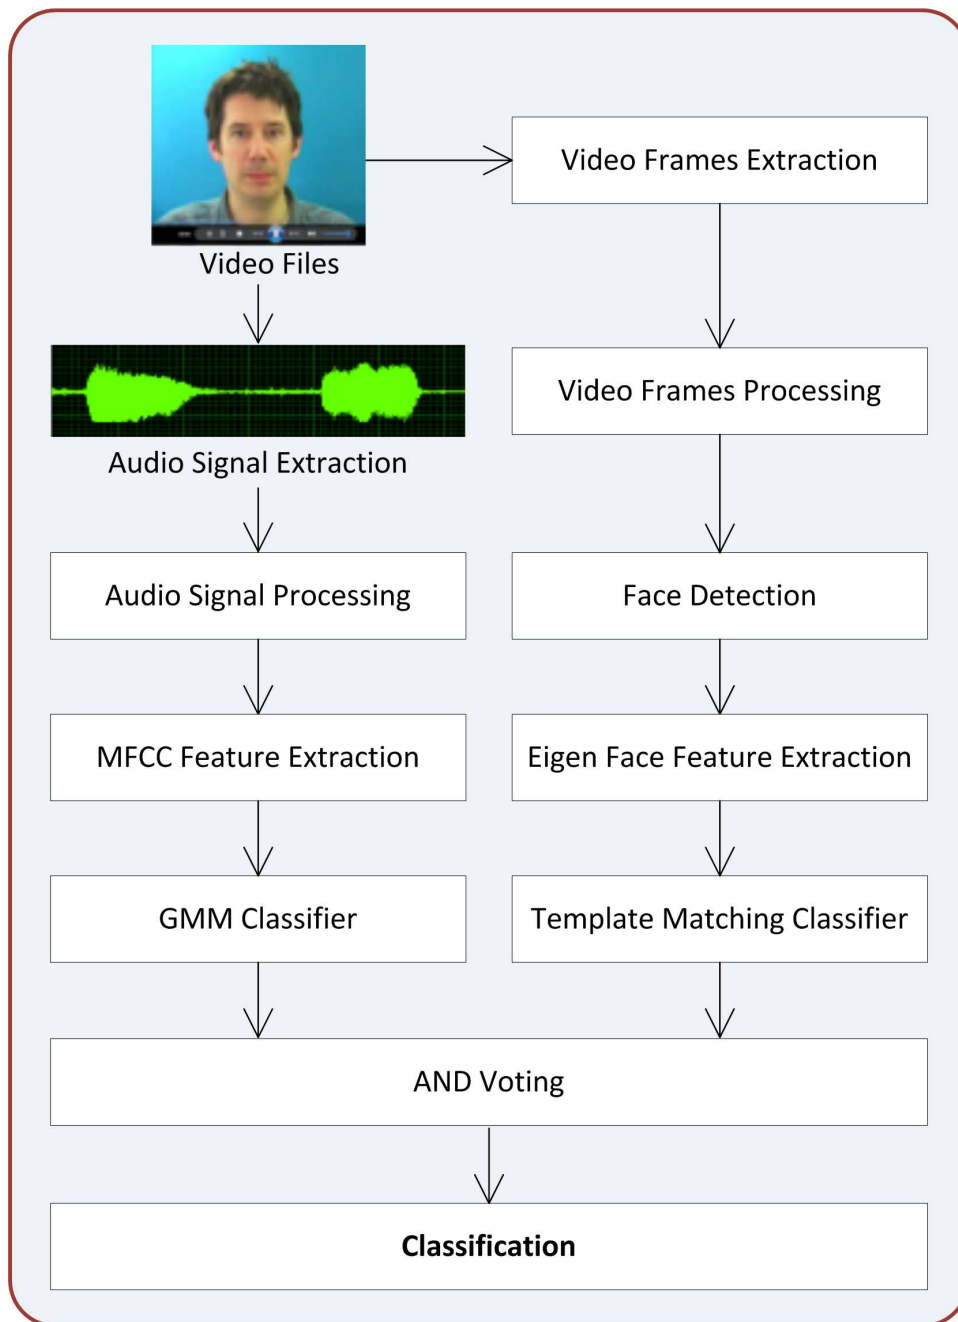 Video Files
Video Frames Extraction
Audio Signal Extraction
Video Frames Processing
Audio Signal Processing
Face Detection
MFCC Feature Extraction
Eigen Face Feature Extraction
GMM Classifier
Template Matching Classifier
AND Voting
Classification